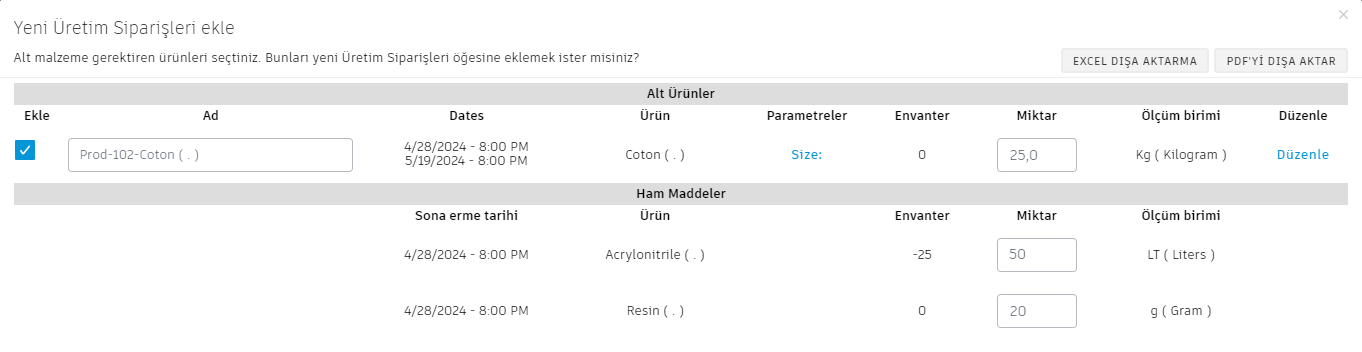 ×
Yeni Üretim Siparişleri ekle
Alt malzeme gerektiren ürünleri seçtiniz. Bunları yeni Üretim Siparişleri öğesine eklemek ister misiniz?
EXCEL DIŞA AKTARMA PDF'Yİ DIŞA AKTAR
Alt Ürünler
Ekle Ad Dates Ürün Parametreler Envanter Miktar Ölçüm birimi Düzenle
Prod-102-Coton ( . ) 4/28/2024 - 8:00 PM 5/19/2024 - 8:00 PM Coton ( . ) Size: 0 25,0 Kg ( Kilogram ) Düzenle
Ham Maddeler
Sona erme tarihi Ürün Envanter Miktar Ölçüm birimi
4/28/2024 - 8:00 PM Acrylonitrile ( . ) -25 50 LT ( Liters )
4/28/2024 - 8:00 PM Resin ( . ) 0 20 g ( Gram )